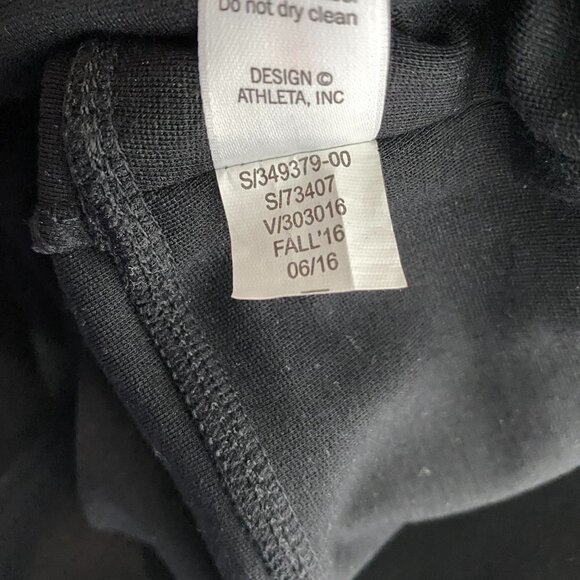 Do not dry clean
DESIGN ©
ATHLETA, INC
S/349379-00
S/73407
V/303016
FALL'16
06/16